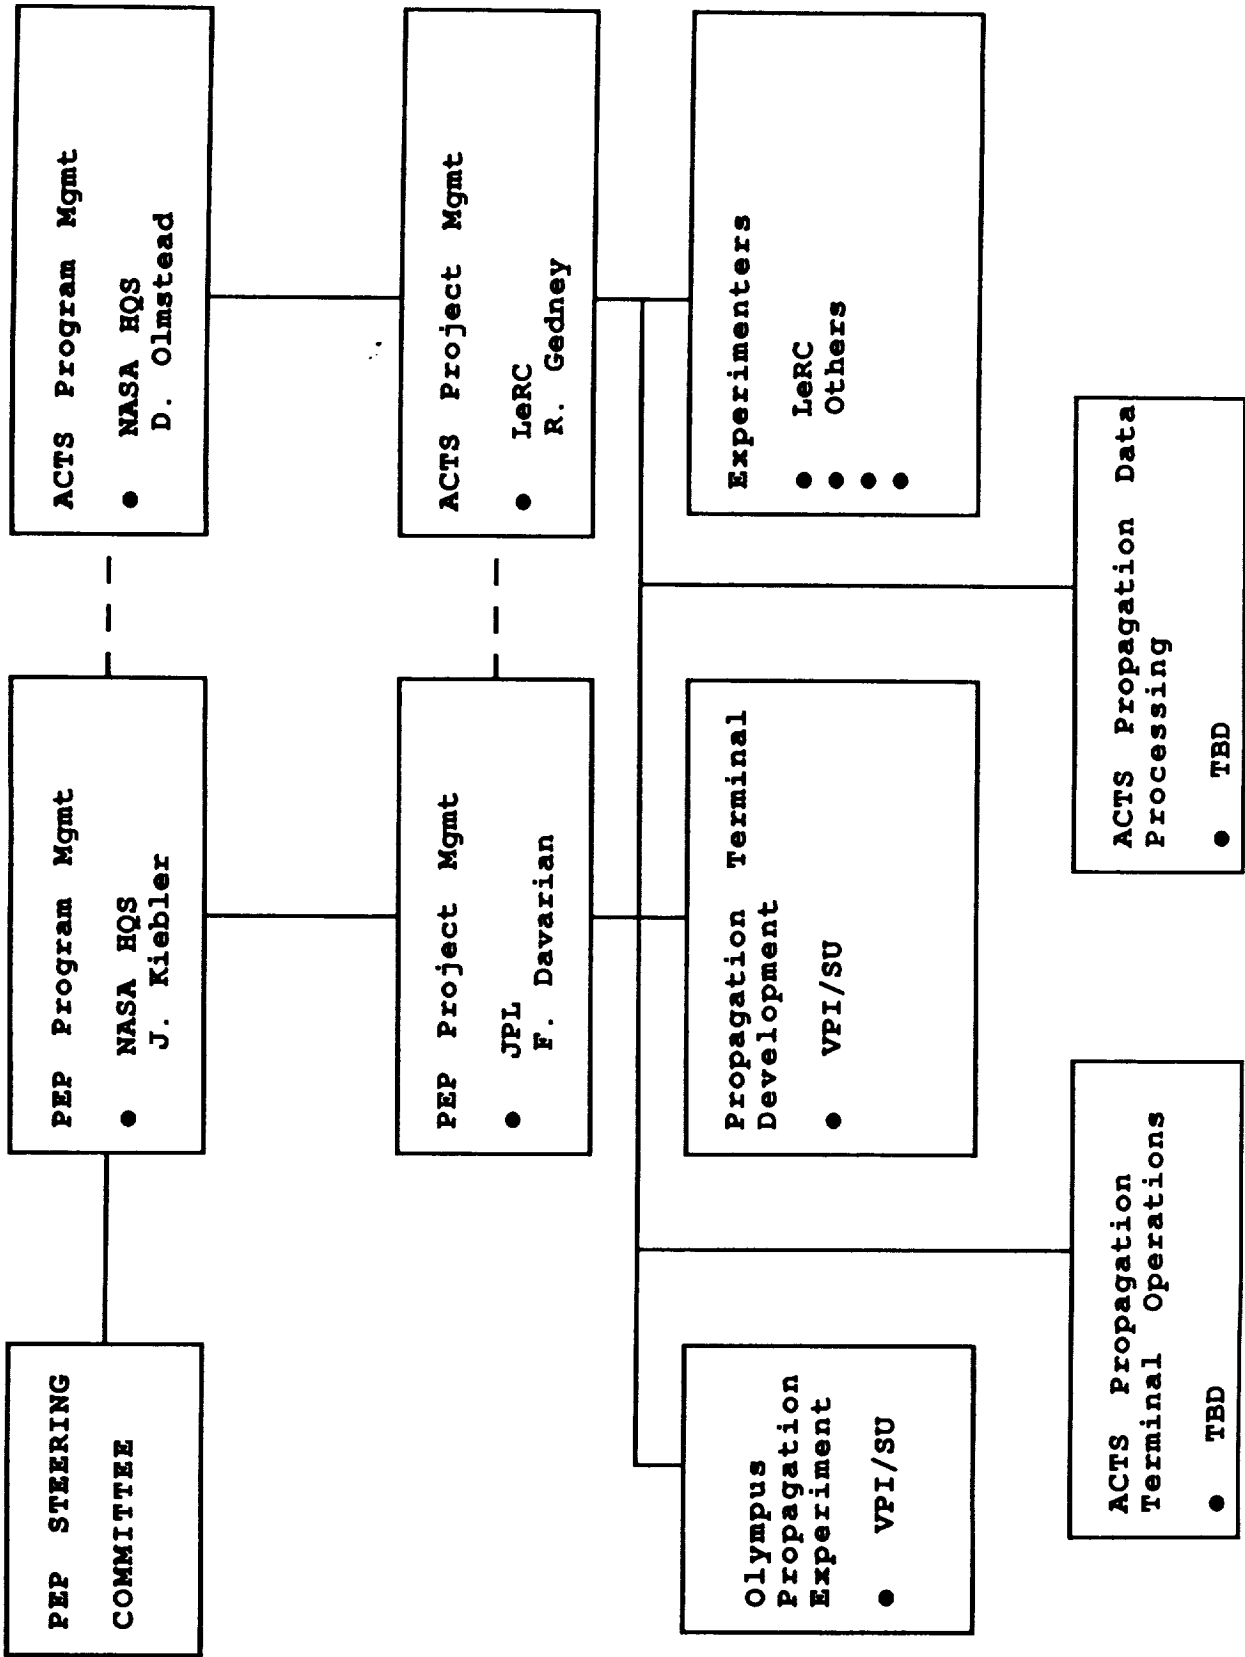 PEP STEERING
COMMITTEE
PEP Program Mgmt
● NASA HQS
J. Kiebler
ACTS Program Mgmt
● NASA HQS
D. Olmstead
PEP Project Mgmt
● JPL
F. Davarian
ACTS Project Mgmt
● LeRC
R. Gedney
Olympus
Propagation
Experiment
● VPI/SU
Propagation Terminal
Development
● VPI/SU
Experimenters
● LeRC
● Others
●
●
ACTS Propagation
Terminal Operations
● TBD
ACTS Propagation Data
Processing
● TBD